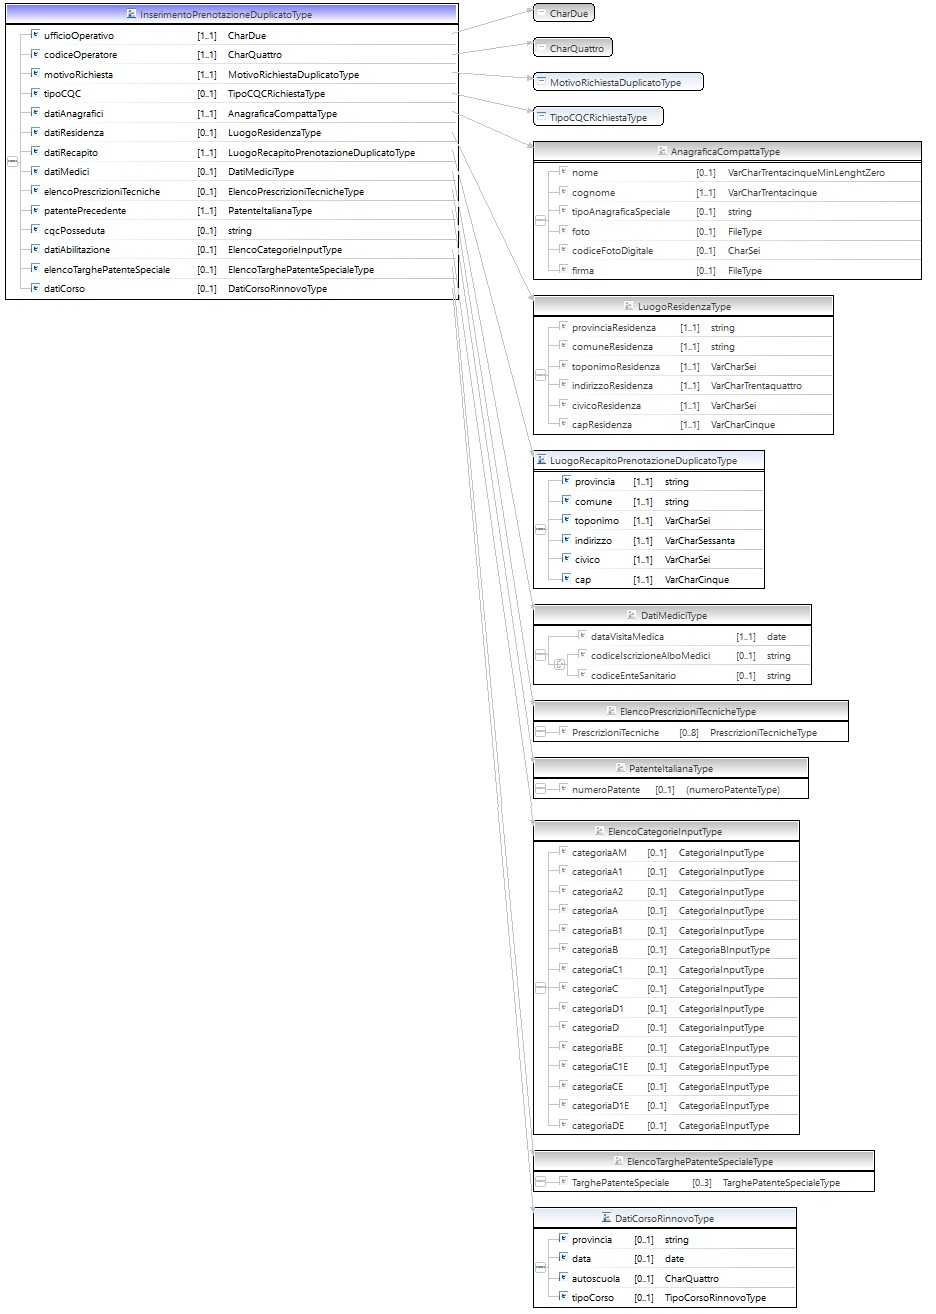 InserimentoPrenotazioneDuplicatoType
ufficioOperativo [1..1] CharDue
codiceOperatore [1..1] CharQuattro
motivoRichiesta [1..1] MotivoRichiestaDuplicatoType
tipoCQC [0..1] TipoCQCRichiestaType
datiAnagrafici [1..1] AnagraficaCompattaType
datiResidenza [0..1] LuogoResidenzaType
datiRecapito [1..1] LuogoRecapitoPrenotazioneDuplicatoType
datiMedici [0..1] DatiMediciType
elencoPrescrizioniTecniche [0..1] ElencoPrescrizioniTecnicheType
patentePrecedente [1..1] PatenteItalianaType
cqcPosseduta [0..1] string
datiAbilitazione [0..1] ElencoCategorieInputType
elencoTarghePatenteSpeciale [0..1] ElencoTarghePatenteSpecialeType
datiCorso [0..1] DatiCorsoRinnovoType
CharDue
CharQuattro
MotivoRichiestaDuplicatoType
TipoCQCRichiestaType
AnagraficaCompattaType
nome [0..1] VarCharTrentacinqueMinLenghtZero
cognome [1..1] VarCharTrentacinque
tipoAnagraficaSpeciale [0..1] string
foto [0..1] FileType
codiceFotoDigitale [0..1] CharSei
firma [0..1] FileType
LuogoResidenzaType
provinciaResidenza [1..1] string
comuneResidenza [1..1] string
toponimoResidenza [1..1] VarCharSei
indirizzoResidenza [1..1] VarCharTrentaquattro
civicoResidenza [1..1] VarCharSei
capResidenza [1..1] VarCharCinque
LuogoRecapitoPrenotazioneDuplicatoType
provincia [1..1] string
comune [1..1] string
toponimo [1..1] VarCharSei
indirizzo [1..1] VarCharSessanta
civico [1..1] VarCharSei
cap [1..1] VarCharCinque
DatiMediciType
dataVisitaMedica [1..1] date
codiceIscrizioneAlboMedici [0..1] string
codiceEnteSanitario [0..1] string
ElencoPrescrizioniTecnicheType
PrescrizioniTecniche [0..8] PrescrizioniTecnicheType
PatenteItalianaType
numeroPatente [0..1] (numeroPatenteType)
ElencoCategorieInputType
categoriaAM [0..1] CategoriaInputType
categoriaA1 [0..1] CategoriaInputType
categoriaA2 [0..1] CategoriaInputType
categoriaA [0..1] CategoriaInputType
categoriaB1 [0..1] CategoriaInputType
categoriaB [0..1] CategoriaBInputType
categoriaC1 [0..1] CategoriaInputType
categoriaC [0..1] CategoriaInputType
categoriaD1 [0..1] CategoriaInputType
categoriaD [0..1] CategoriaInputType
categoriaBE [0..1] CategoriaEInputType
categoriaC1E [0..1] CategoriaEInputType
categoriaCE [0..1] CategoriaEInputType
categoriaD1E [0..1] CategoriaEInputType
categoriaDE [0..1] CategoriaEInputType
ElencoTarghePatenteSpecialeType
TarghePatenteSpeciale [0..3] TarghePatenteSpecialeType
DatiCorsoRinnovoType
provincia [0..1] string
data [0..1] date
autoscuola [0..1] CharQuattro
tipoCorso [0..1] TipoCorsoRinnovoType